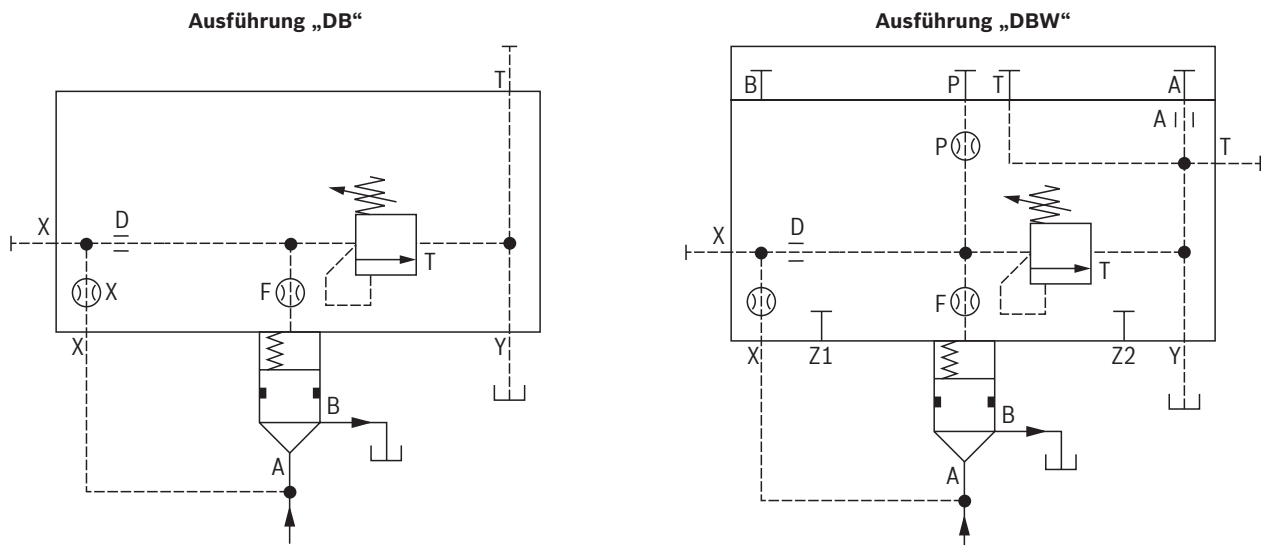 Ausführung „DB“
T
X
D
X
F
T
X
Y
B
A
Ausführung „DBW“
B
P
T
A
A
P
T
X
D
F
T
X
Z1
Z2
Y
B
A